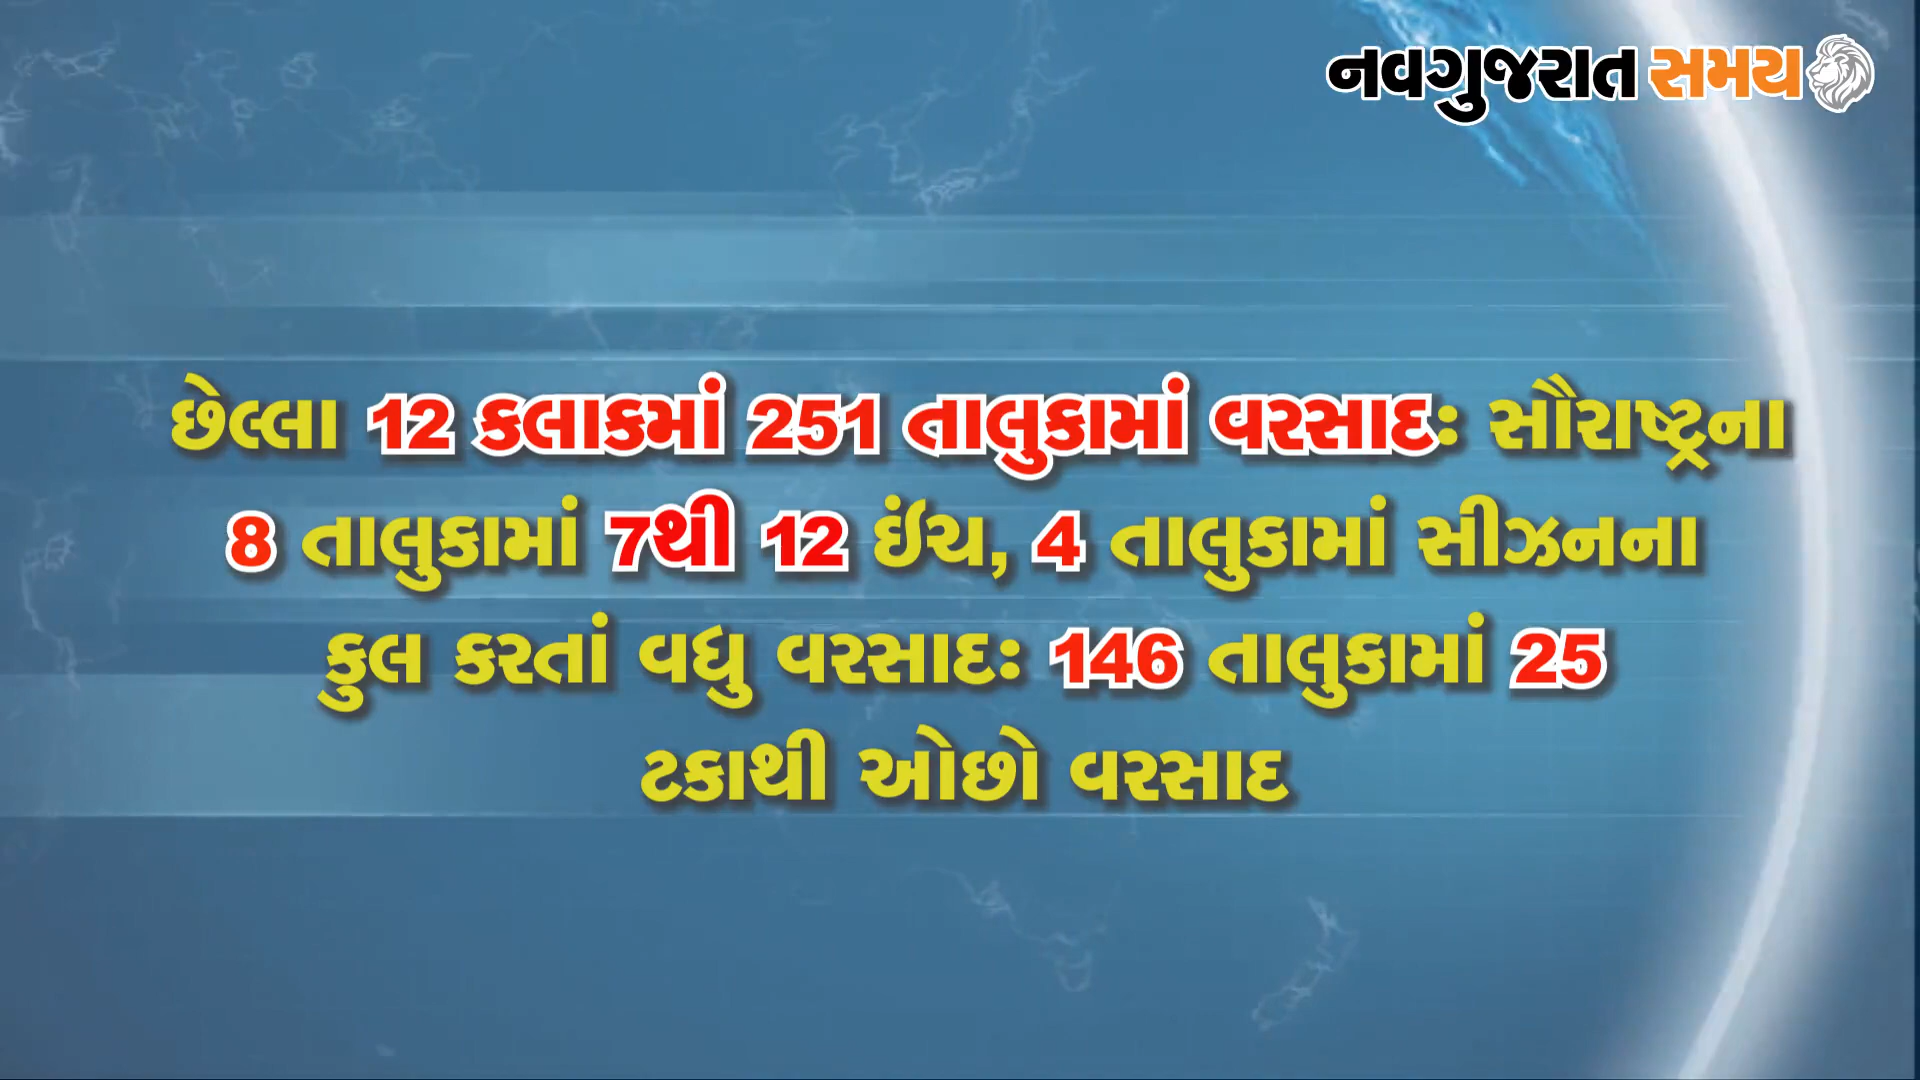 નવગુજરાત સમય
છેલ્લા 12 કલાકમાં 251 તાલુકામાં વરસાદઃ સૌરાષ્ટ્રના
8 તાલુકામાં 7થી 12 ઇંચ, 4 તાલુકામાં સીઝનના
કુલ કરતાં વધુ વરસાદઃ 146 તાલુકામાં 25
ટકાથી ઓછો વરસાદ